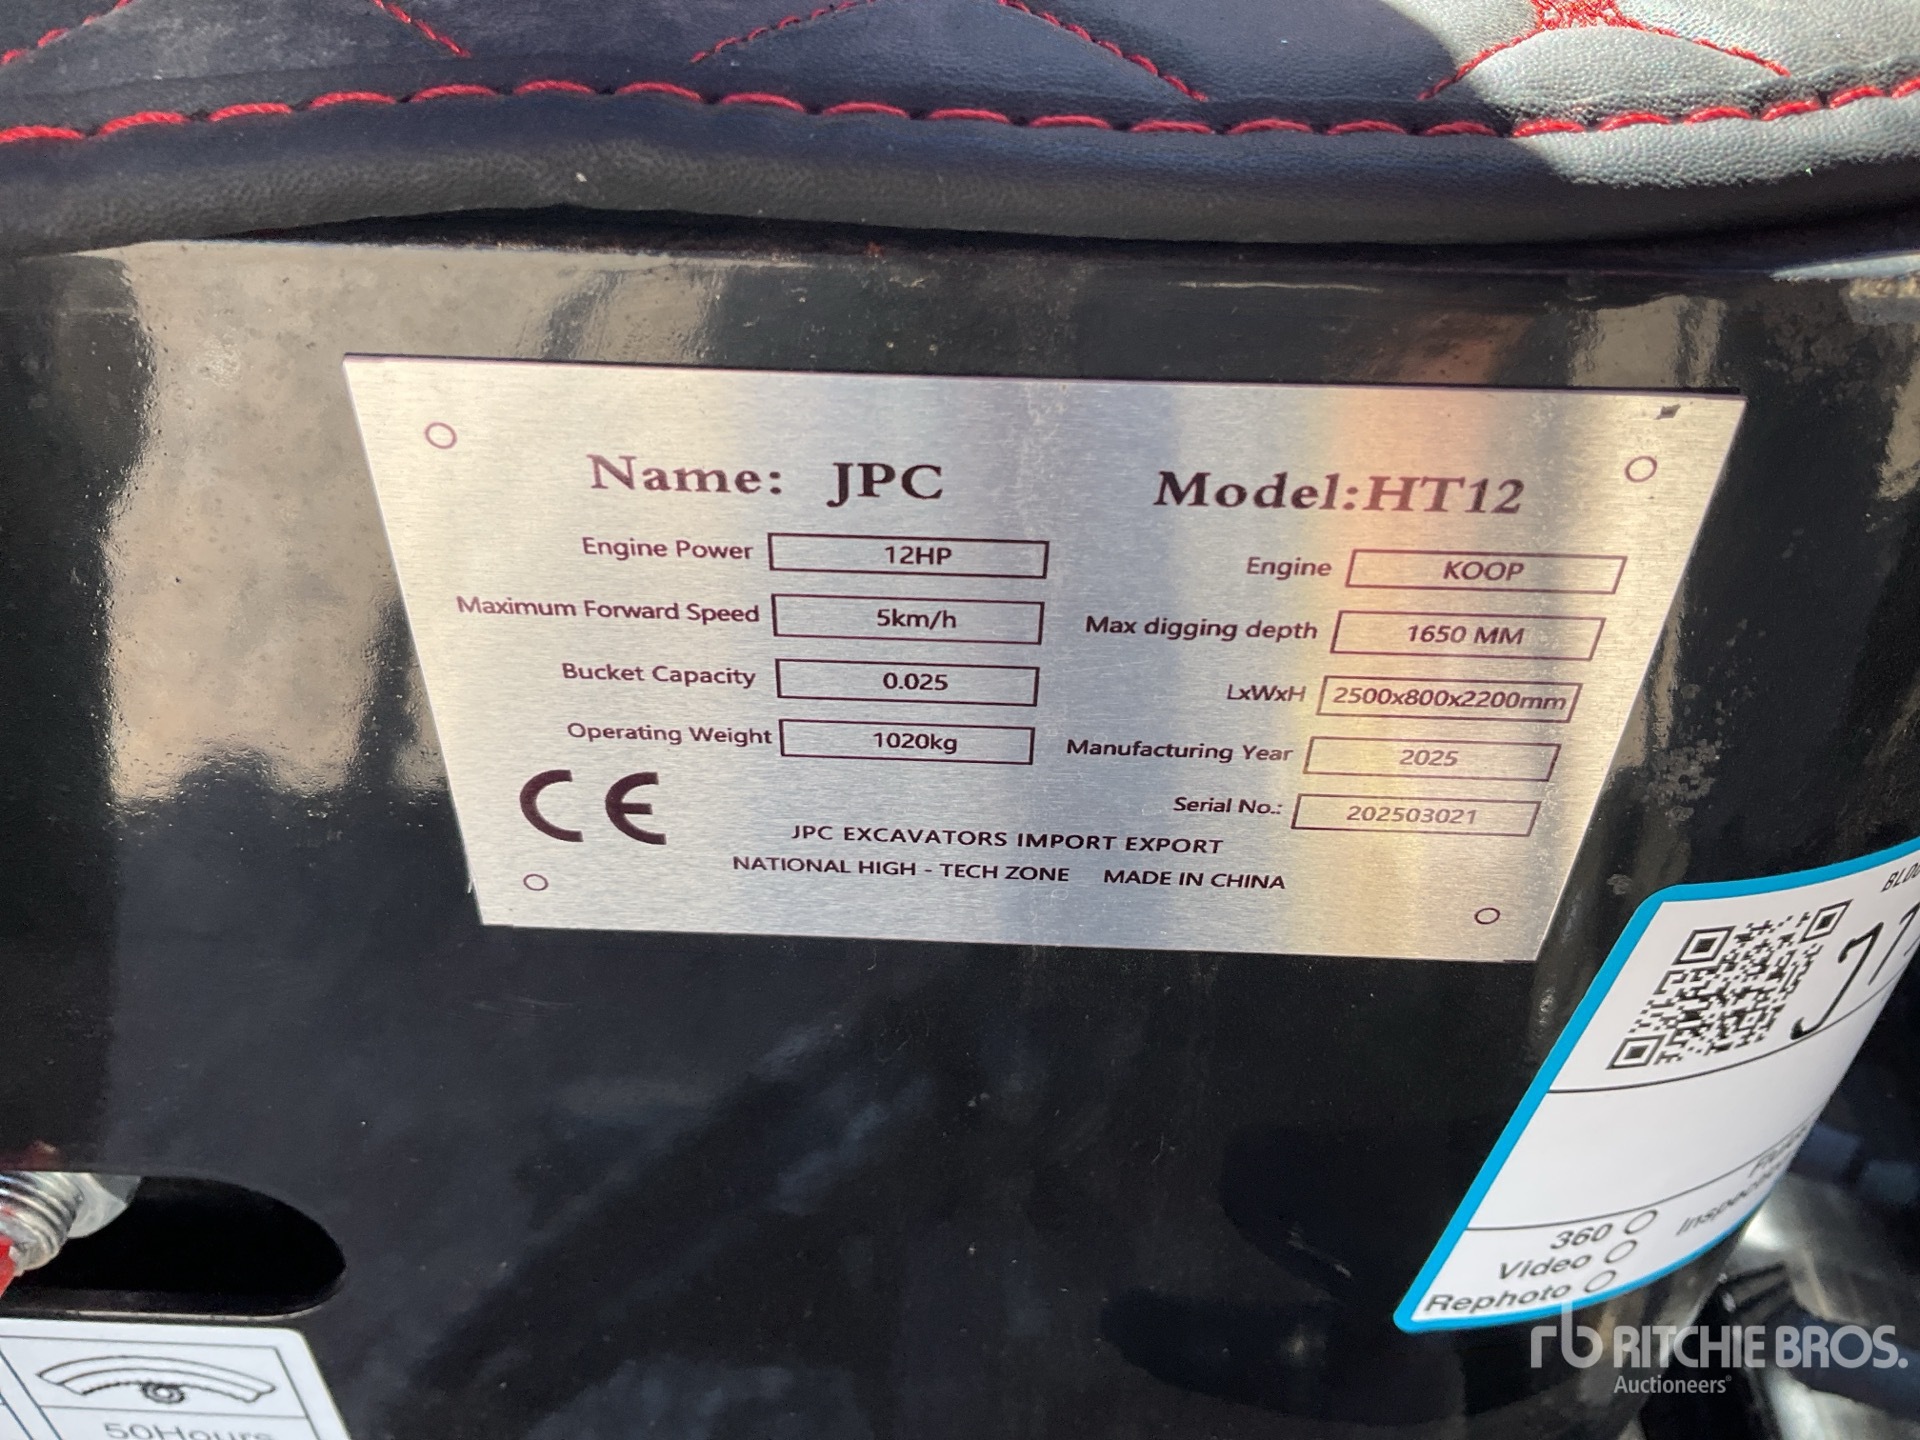 Name: JPC Model:HT12
Engine Power 12HP Engine KOOP
Maximum Forward Speed 5km/h Max digging depth 1650 MM
Bucket Capacity 0.025 LxWxH 2500x800x2200mm
Operating Weight 1020kg Manufacturing Year 2025
Serial No.: 202503021
CE
JPC EXCAVATORS IMPORT EXPORT
NATIONAL HIGH - TECH ZONE MADE IN CHINA
360
Video
Rephoto
50Hours
rb RITCHIE BROS.
Auctioneers